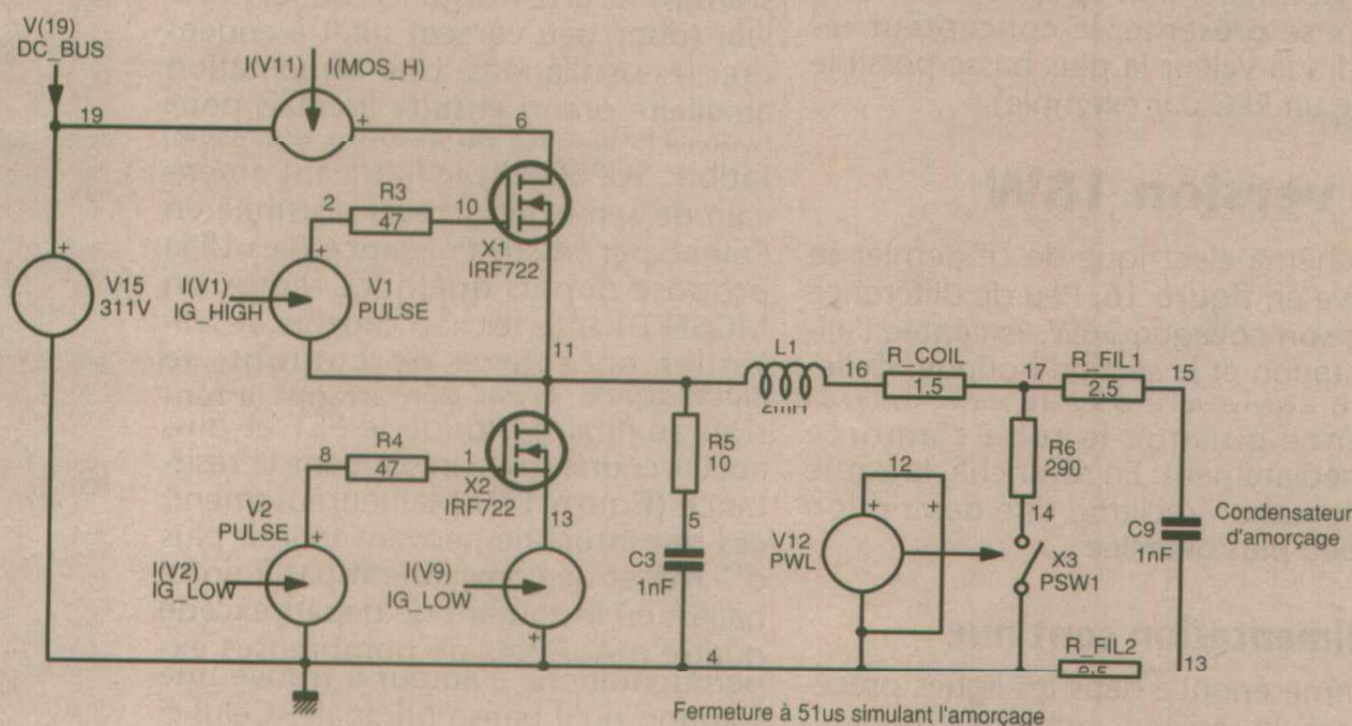 V(19)
DC_BUS
I(V11)
I(MOS_H)
19
+
6
2
R3
47
10
X1
IRF722
+
V15
311V
I(V1)
IG_HIGH
+
V1
PULSE
11
L1
2mH
16
R_COIL
1,5
17
R_FIL1
2,5
15
8
R4
47
1
X2
IRF722
R5
10
R6
290
12
+
+
V2
PULSE
+
13
5
V12
PWL
14
Condensateur
d'amorçage
C9
1nF
I(V2)
IG_LOW
I(V9)
IG_LOW
C3
1nF
X3
PSW1
+
4
R_FIL2
13
Fermeture à 51us simulant l'amorçage